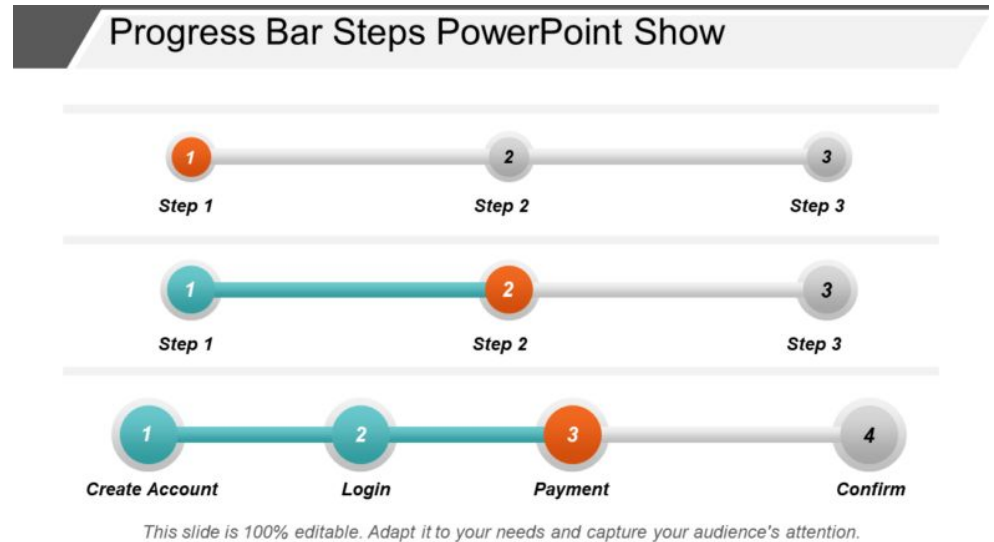 Progress Bar Steps PowerPoint Show
1 2 3
Step 1 Step 2 Step 3
1 2 3
Step 1 Step 2 Step 3
1 2 3 4
Create Account Login Payment Confirm
This slide is 100% editable. Adapt it to your needs and capture your audience's attention.